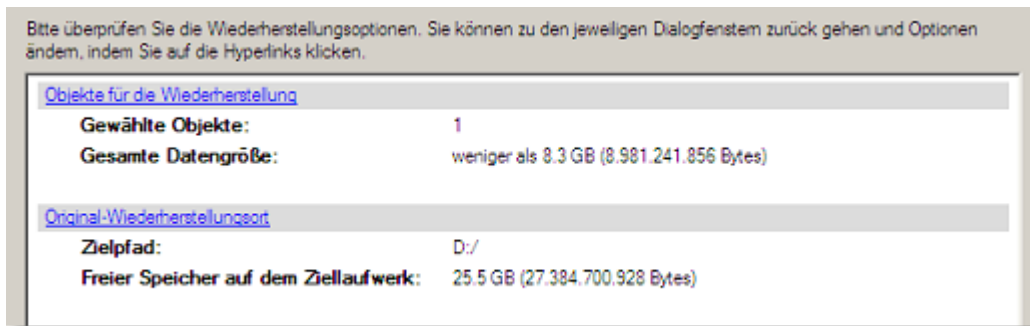 Bitte überprüfen Sie die Wiederherstellungsoptionen. Sie können zu den jeweiligen Dialogfenstern zurück gehen und Optionen
ändern, indem Sie auf die Hyperlinks klicken.
Objekte für die Wiederherstellung
Gewählte Objekte: 1
Gesamte Datengröße: weniger als 8.3 GB (8.981.241.856 Bytes)
Original-Wiederherstellungsort
Zielpfad: D:/
Freier Speicher auf dem Ziellaufwerk: 25.5 GB (27.384.700.928 Bytes)